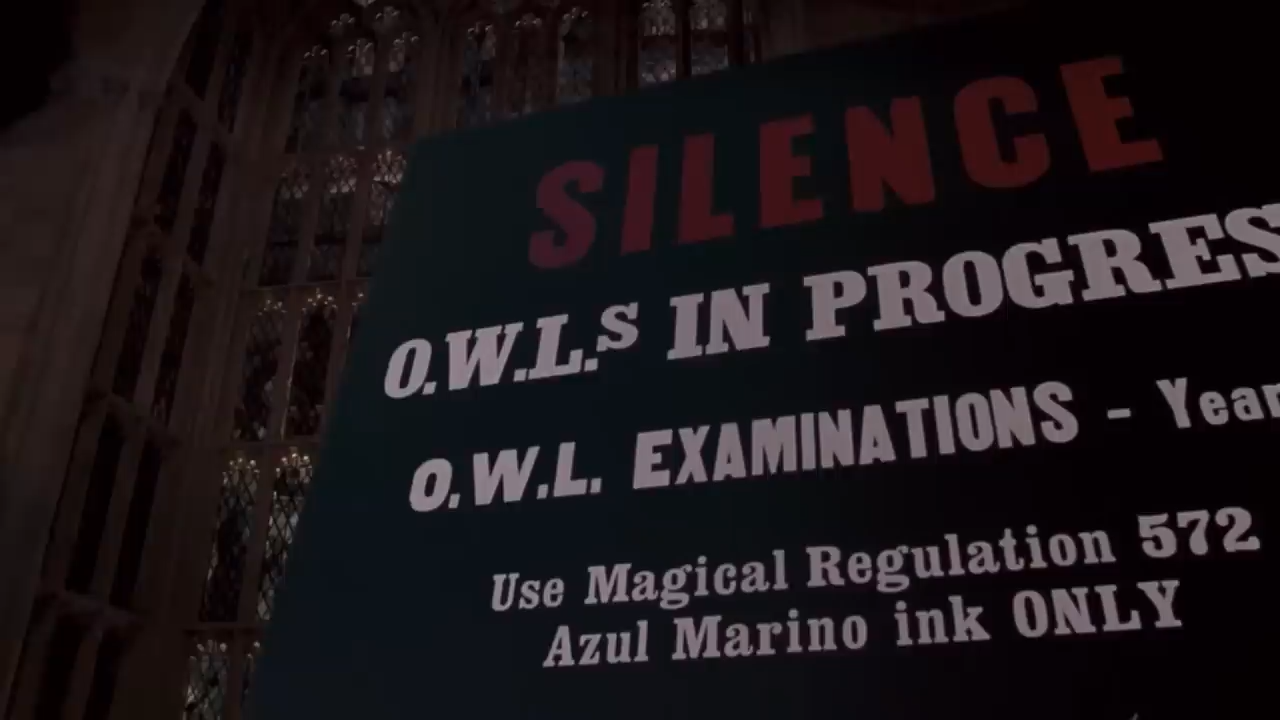 SILENCE
O.W.L.s IN PROGRES
O.W.L. EXAMINATIONS - Year
Use Magical Regulation 572
Azul Marino ink ONLY